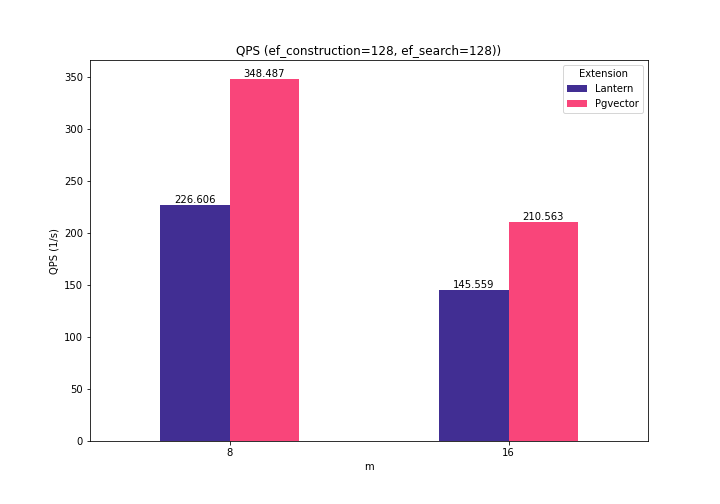 QPS (ef_construction=128, ef_search=128))
Extension
Lantern
Pgvector
348.487
226.606
210.563
145.559
350
300
250
200
150
100
50
0
QPS (1/s)
8
16
m